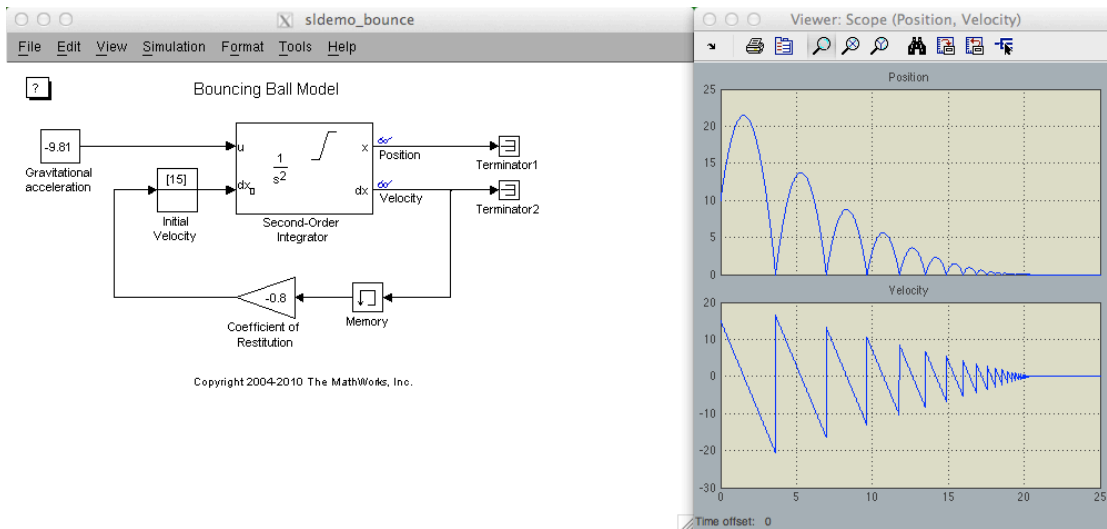 sldemo_bounce
File Edit View Simulation Format Tools Help
?
Bouncing Ball Model
-9.81
Gravitational
acceleration
[15]
Initial
Velocity
u
dx
1
s2
x
dx
Second-Order
Integrator
Position
Velocity
Terminator1
Terminator2
-0.8
Coefficient of
Restitution
Memory
Copyright 2004-2010 The MathWorks, Inc.
Viewer: Scope (Position, Velocity)
Position
25
20
15
10
5
0
Velocity
20
10
0
-10
-20
-30
0 5 10 15 20 25
Time offset: 0